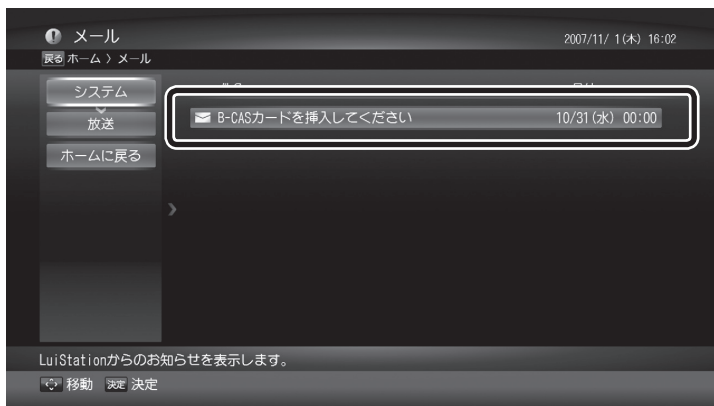 メール
2007/11/ 1(木) 16:02
戻る ホーム 〉 メール
システム
放送
ホームに戻る
B-CASカードを挿入してください 10/31(水) 00:00
LuiStationからのお知らせを表示します。
移動 決定 決定